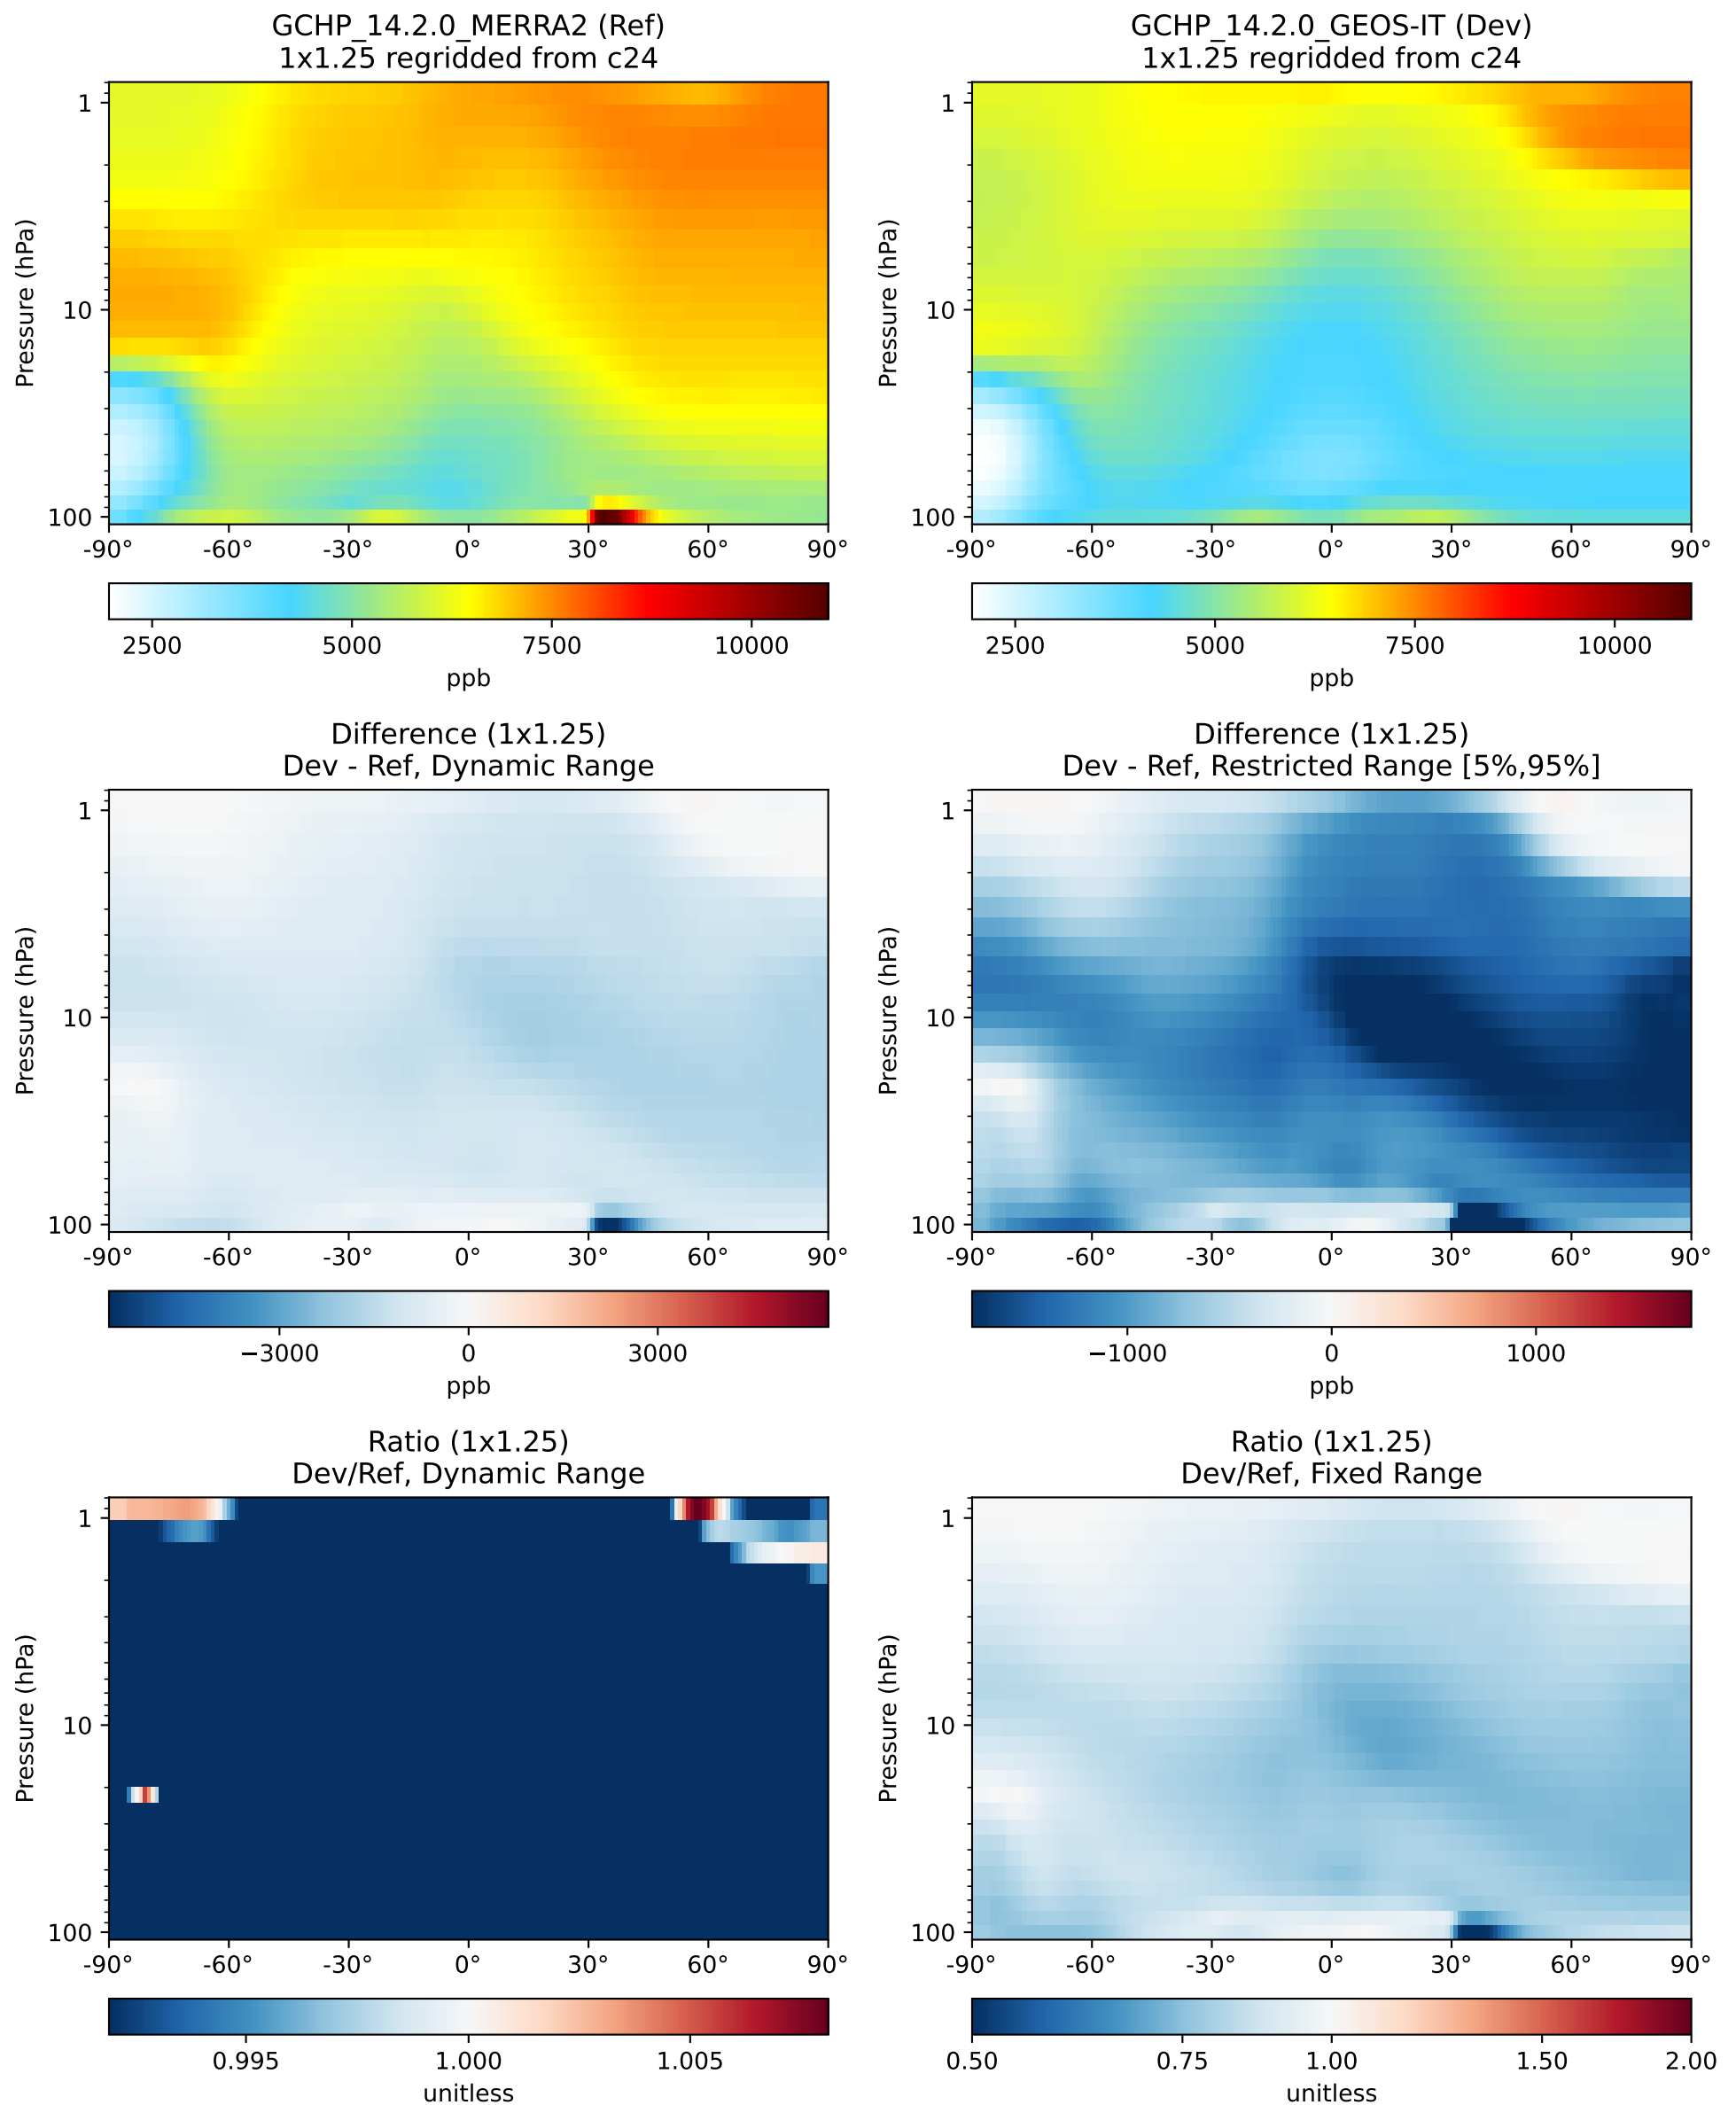 GCHP_14.2.0_MERRA2 (Ref)
1x1.25 regridded from c24
Pressure (hPa)
1
10
100
-90° -60° -30° 0° 30° 60° 90°
2500 5000 7500 10000
ppb
GCHP_14.2.0_GEOS-IT (Dev)
1x1.25 regridded from c24
Pressure (hPa)
1
10
100
-90° -60° -30° 0° 30° 60° 90°
2500 5000 7500 10000
ppb
Difference (1x1.25)
Dev - Ref, Dynamic Range
Pressure (hPa)
1
10
100
-90° -60° -30° 0° 30° 60° 90°
−3000 0 3000
ppb
Difference (1x1.25)
Dev - Ref, Restricted Range [5%,95%]
Pressure (hPa)
1
10
100
-90° -60° -30° 0° 30° 60° 90°
−1000 0 1000
ppb
Ratio (1x1.25)
Dev/Ref, Dynamic Range
Pressure (hPa)
1
10
100
-90° -60° -30° 0° 30° 60° 90°
0.995 1.000 1.005
unitless
Ratio (1x1.25)
Dev/Ref, Fixed Range
Pressure (hPa)
1
10
100
-90° -60° -30° 0° 30° 60° 90°
0.50 0.75 1.00 1.50 2.00
unitless